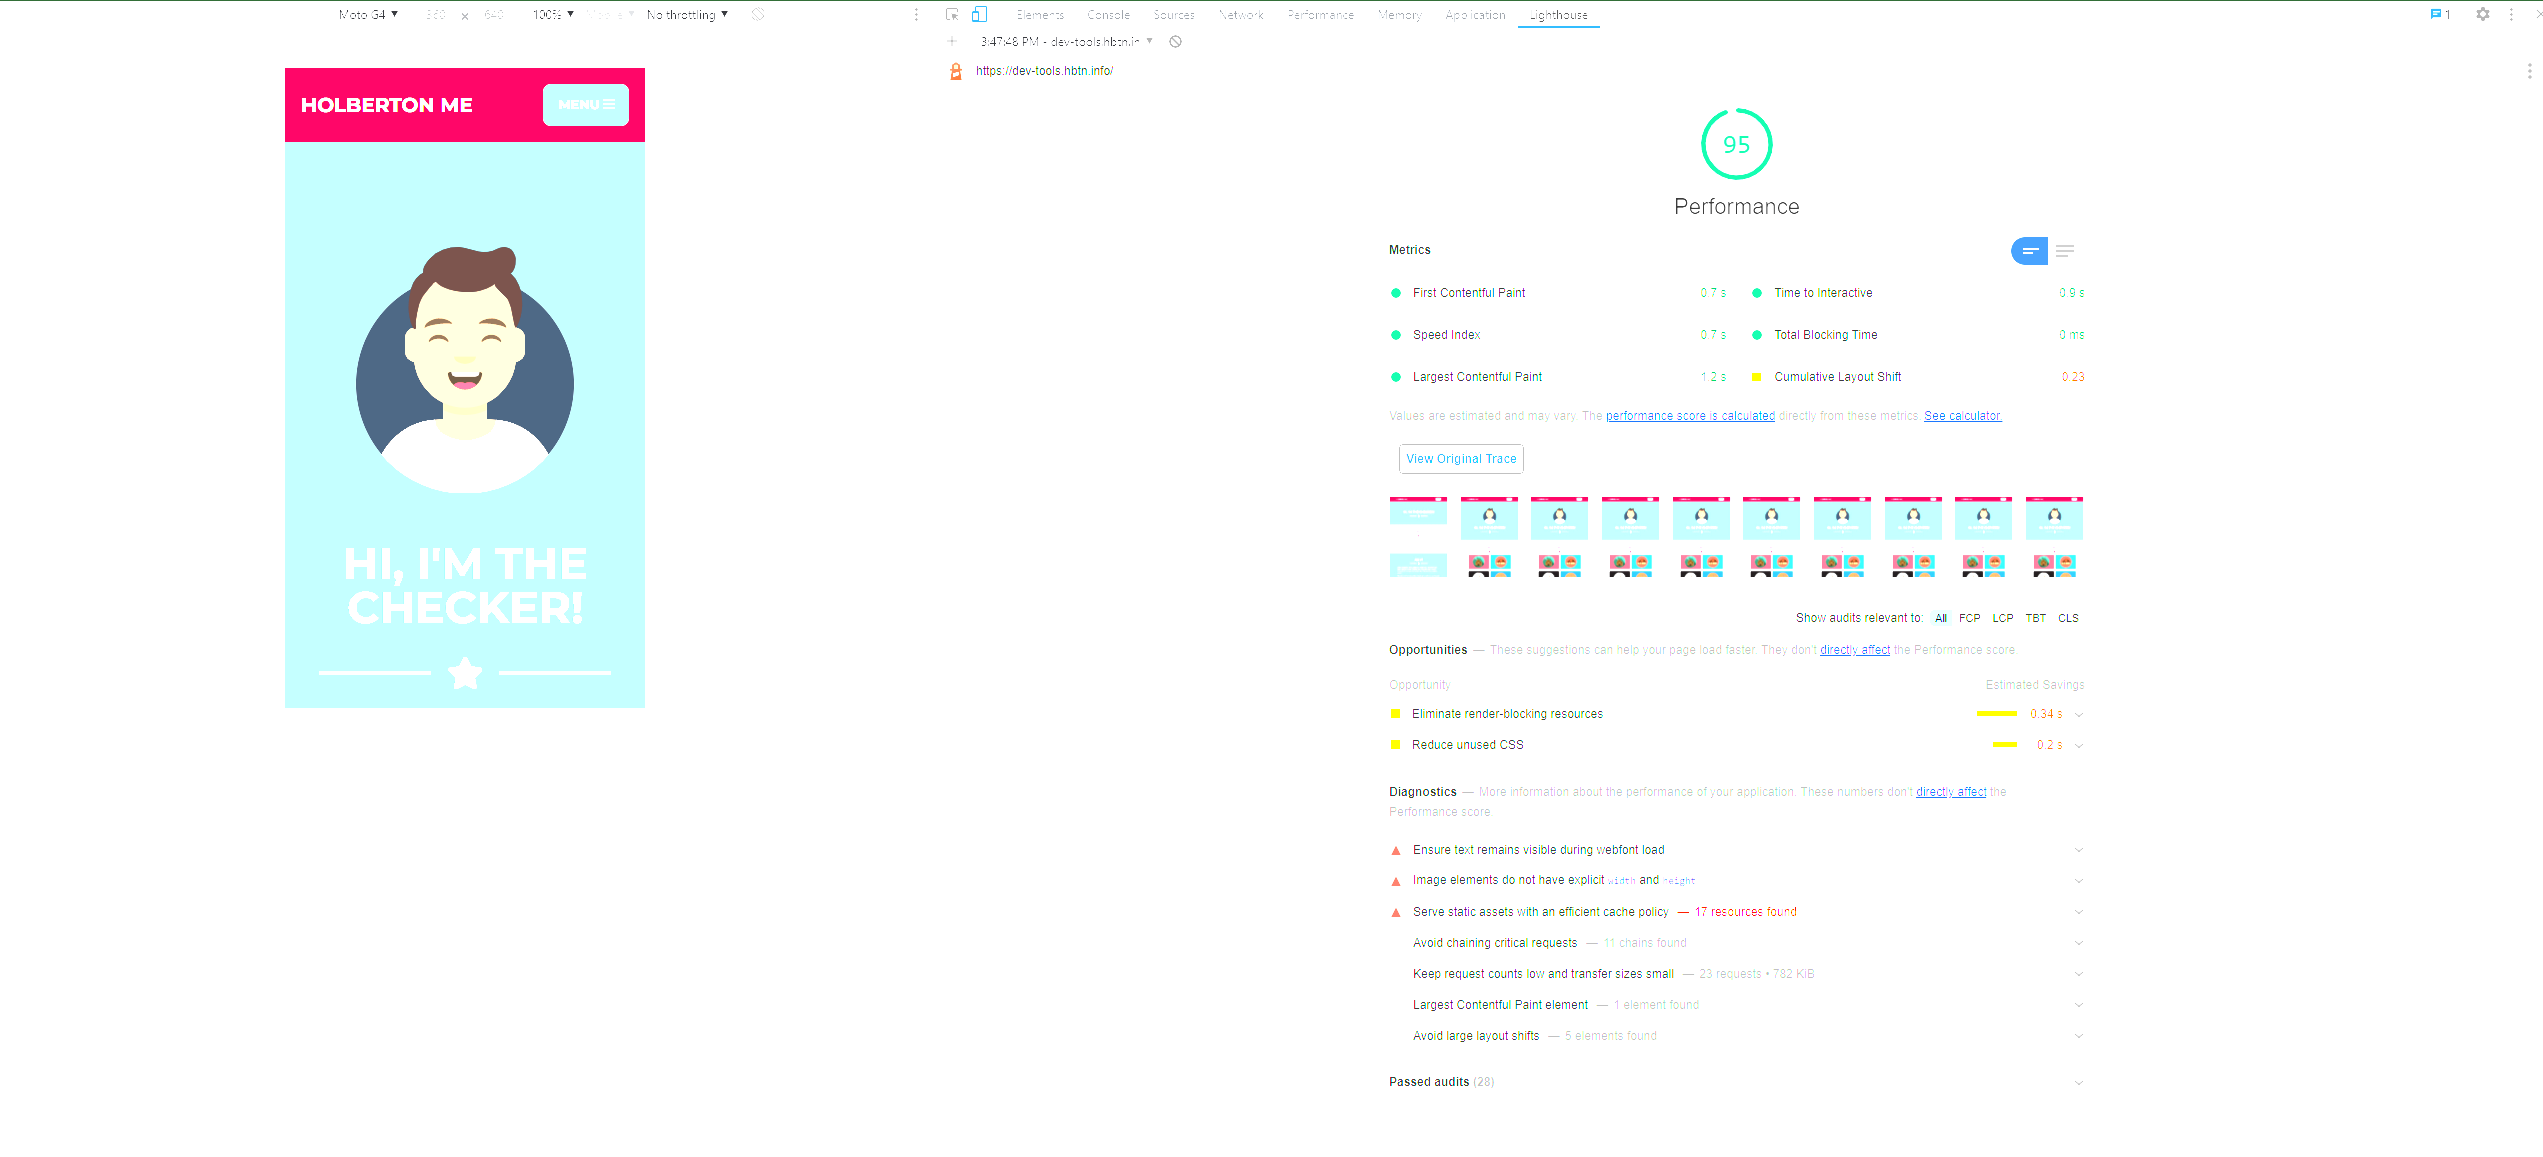 Moto G4 ▼ 360 × 640 100% ▼ No throttling ▼
Elements Console Sources Network Performance Memory Application Lighthouse 1
3:47:48 PM - dev-tools.hbtn.in ▼
https://dev-tools.hbtn.info/
HOLBERTON ME
MENU
HI, I'M THE
CHECKER!
95
Performance
Metrics
First Contentful Paint 0.7 s
Time to Interactive 0.9 s
Speed Index 0.7 s
Total Blocking Time 0 ms
Largest Contentful Paint 1.2 s
Cumulative Layout Shift 0.23
Values are estimated and may vary. The performance score is calculated directly from these metrics. See calculator.
View Original Trace
Show audits relevant to: All FCP LCP TBT CLS
Opportunities — These suggestions can help your page load faster. They don't directly affect the Performance score.
Opportunity Estimated Savings
Eliminate render-blocking resources 0.34 s
Reduce unused CSS 0.2 s
Diagnostics — More information about the performance of your application. These numbers don't directly affect the
Performance score.
Ensure text remains visible during webfont load
Image elements do not have explicit width and height
Serve static assets with an efficient cache policy — 17 resources found
Avoid chaining critical requests — 11 chains found
Keep request counts low and transfer sizes small — 23 requests • 782 KiB
Largest Contentful Paint element — 1 element found
Avoid large layout shifts — 5 elements found
Passed audits (28)